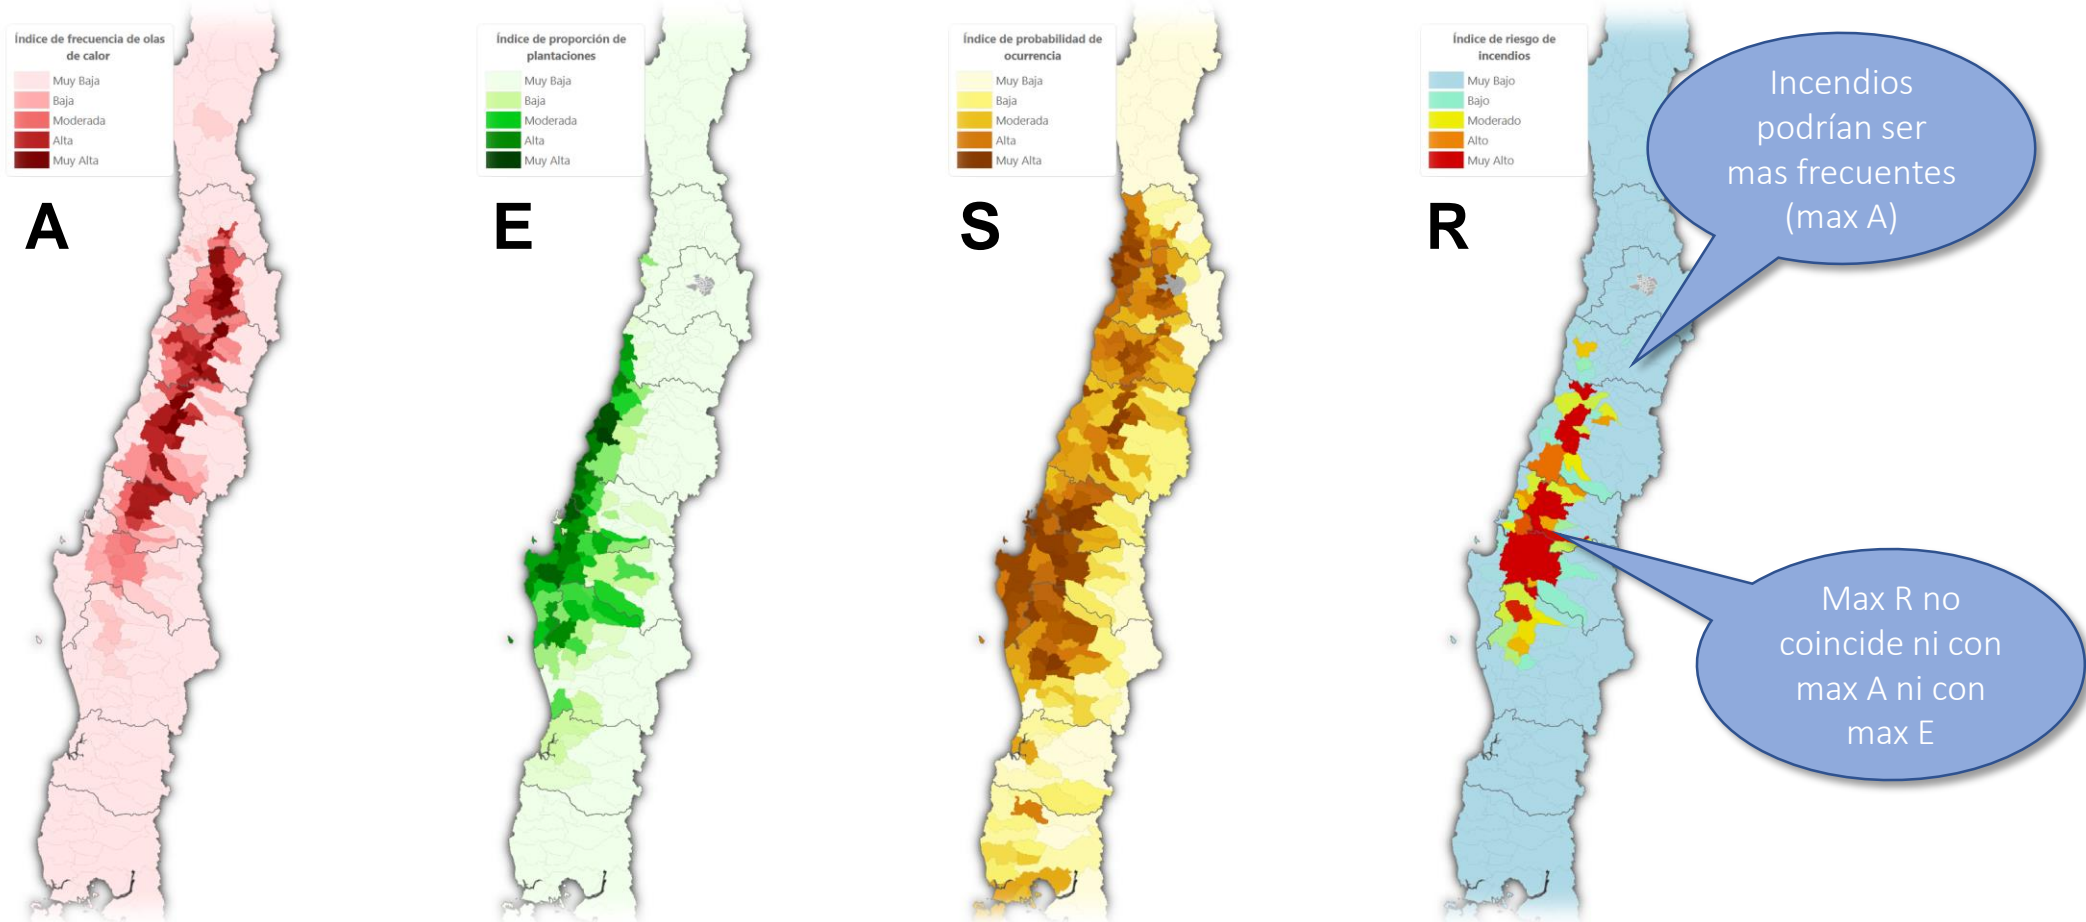 Índice de frecuencia de olas
de calor
Muy Baja
Baja
Moderada
Alta
Muy Alta
A
Índice de proporción de
plantaciones
Muy Baja
Baja
Moderada
Alta
Muy Alta
E
Índice de probabilidad de
ocurrencia
Muy Baja
Baja
Moderada
Alta
Muy Alta
S
Índice de riesgo de
incendios
Muy Bajo
Bajo
Moderado
Alto
Muy Alto
R
Incendios
podrían ser
mas frecuentes
(max A)
Max R no
coincide ni con
max A ni con
max E